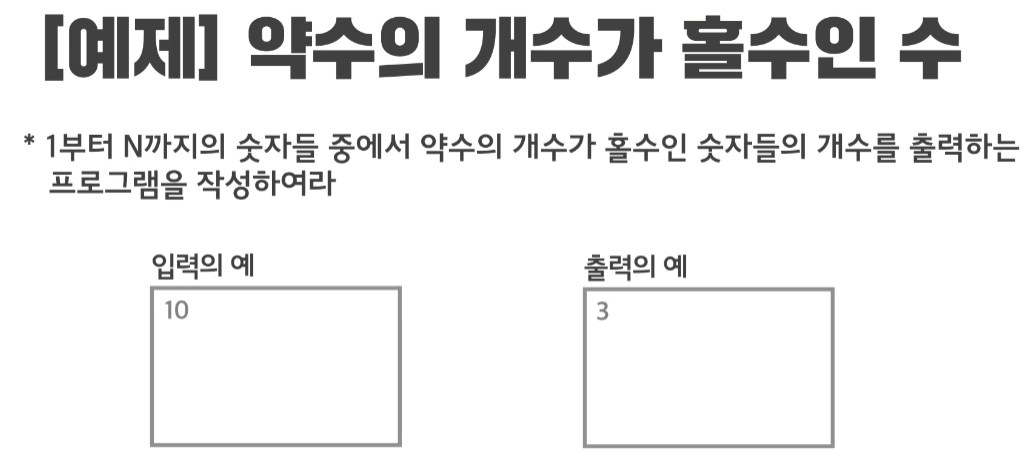 [예제] 약수의 개수가 홀수인 수
* 1부터 N까지의 숫자들 중에서 약수의 개수가 홀수인 숫자들의 개수를 출력하는
프로그램을 작성하여라
입력의 예
10
출력의 예
3